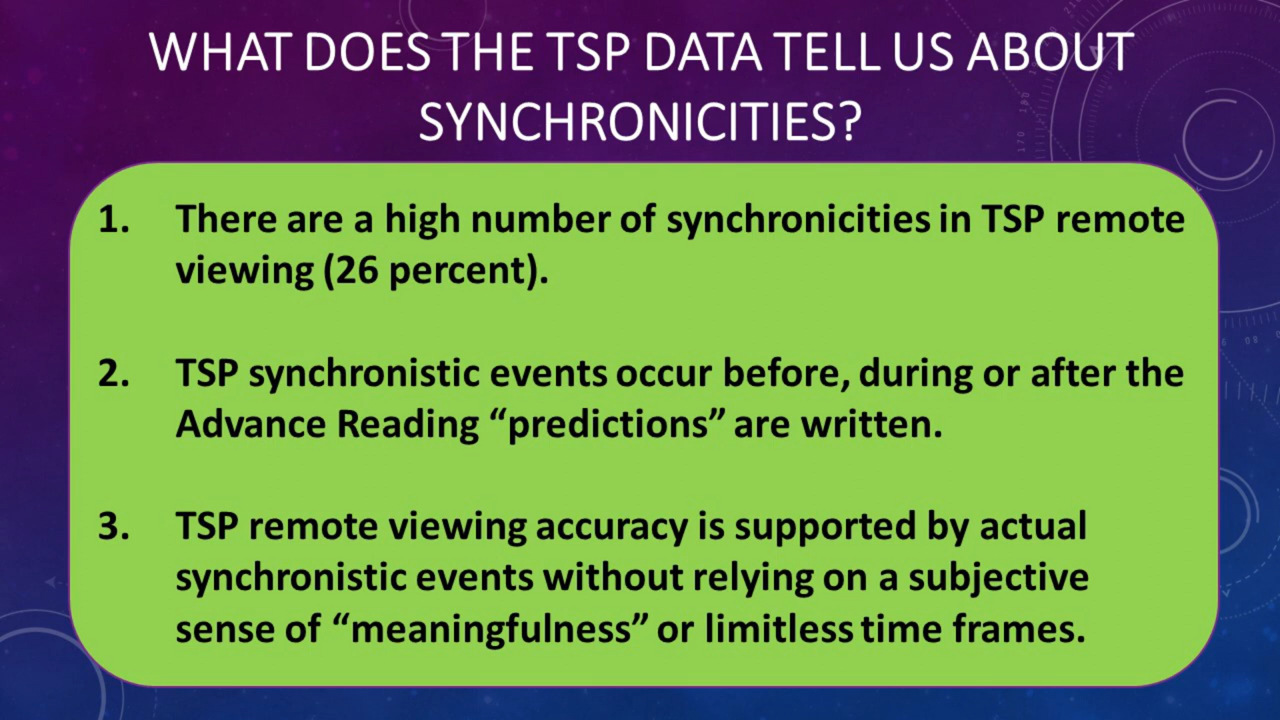 WHAT DOES THE TSP DATA TELL US ABOUT
SYNCHRONICITIES?
1. There are a high number of synchronicities in TSP remote
viewing (26 percent).
2. TSP synchronistic events occur before, during or after the
Advance Reading “predictions” are written.
3. TSP remote viewing accuracy is supported by actual
synchronistic events without relying on a subjective
sense of “meaningfulness” or limitless time frames.